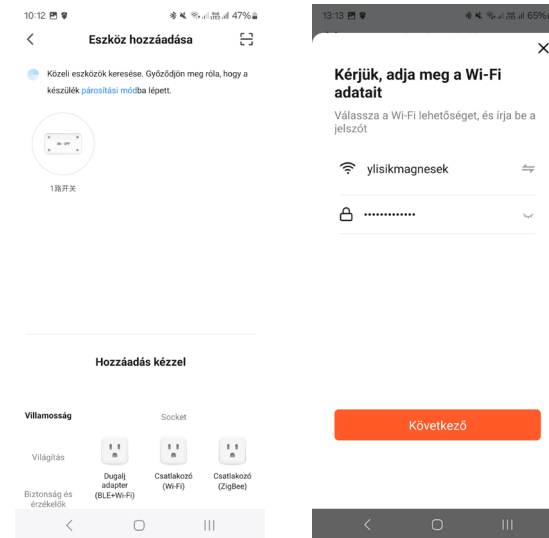 10:12
47%
Eszköz hozzáadása
Közeli eszközök keresése. Győződjön meg róla, hogy a
készülék párosítási módba lépett.
ON - OFF
1路开关
Hozzáadás kézzel
Villamosság
Socket
Világítás
Dugalj
adapter
(BLE+Wi-Fi)
Csatlakozó
(Wi-Fi)
Csatlakozó
(ZigBee)
Biztonság és
érzékelők
13:13
65%
Kérjük, adja meg a Wi-Fi
adatait
Válassza a Wi-Fi lehetőséget, és írja be a
jelszót
ylisikmagnesek
•••••••••••••
Következő